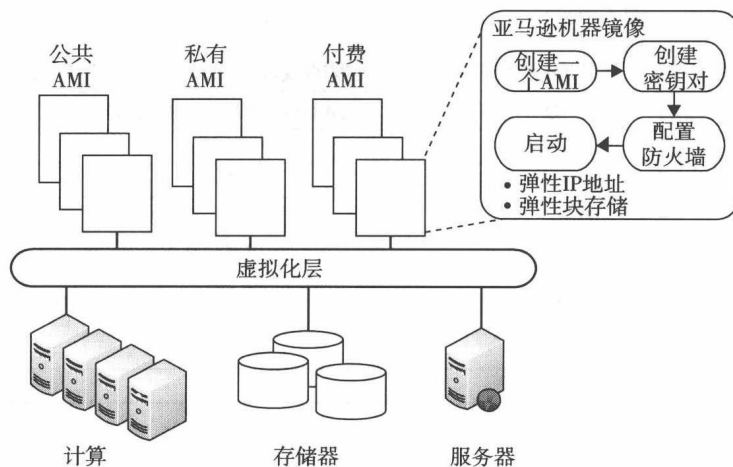 公共
AMI
私有
AMI
付费
AMI
亚马逊机器镜像
创建一
个AMI
创建
密钥对
配置
防火墙
启动
• 弹性IP地址
• 弹性块存储
虚拟化层
计算
存储器
服务器